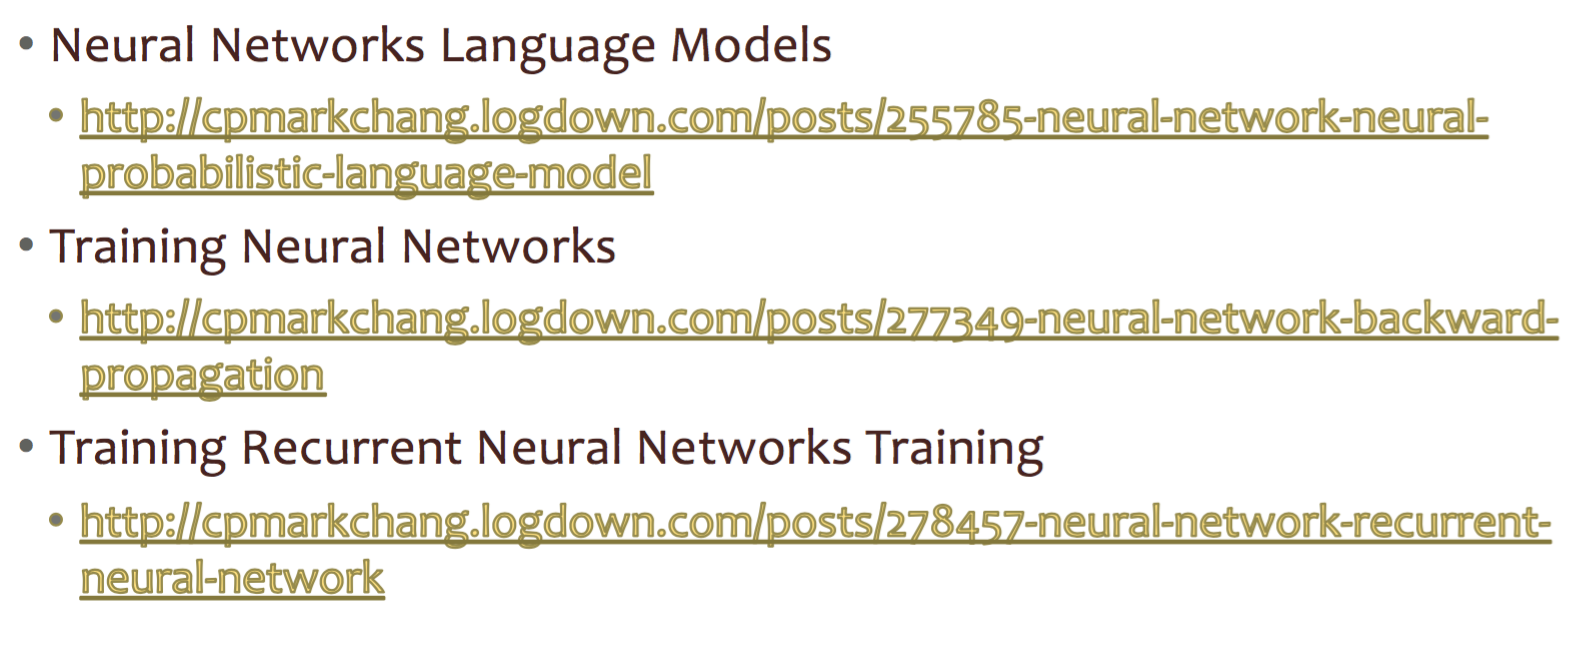 • Neural Networks Language Models
• http://cpmarkchang.logdown.com/posts/255785-neural-network-neural-
probabilistic-language-model
• Training Neural Networks
• http://cpmarkchang.logdown.com/posts/277349-neural-network-backward-
propagation
• Training Recurrent Neural Networks Training
• http://cpmarkchang.logdown.com/posts/278457-neural-network-recurrent-
neural-network